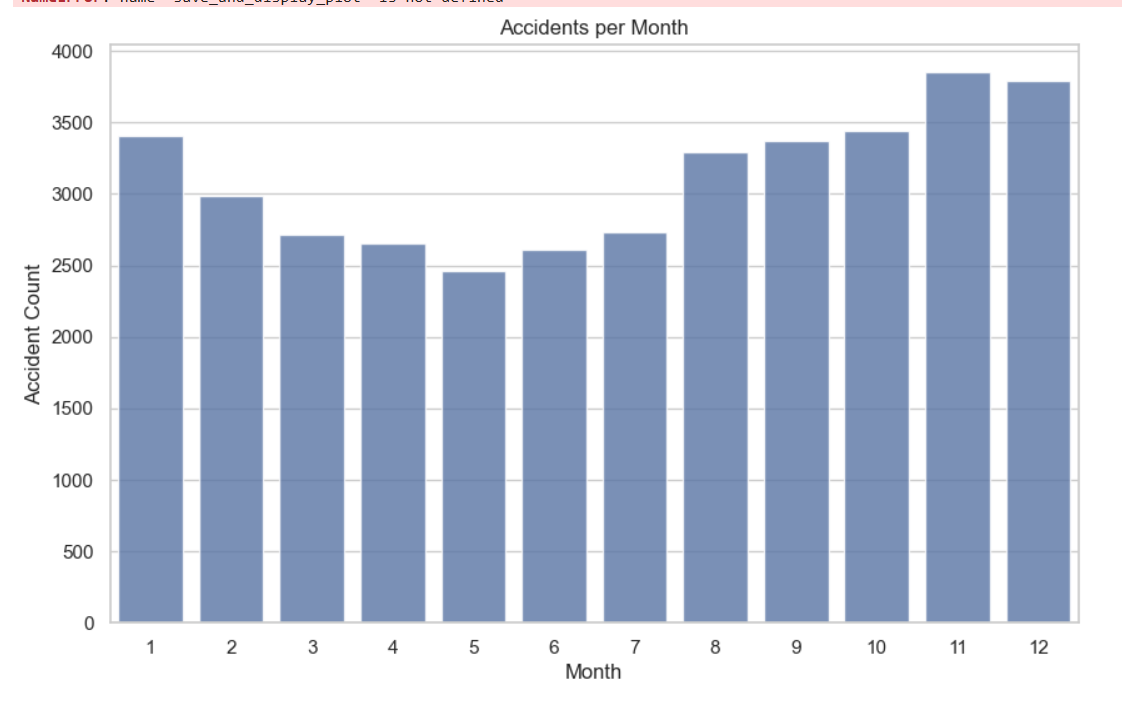 NameError: name 'save_and_display_plot' is not defined
Accidents per Month
4000
3500
3000
2500
2000
1500
1000
500
0
Accident Count
1 2 3 4 5 6 7 8 9 10 11 12
Month